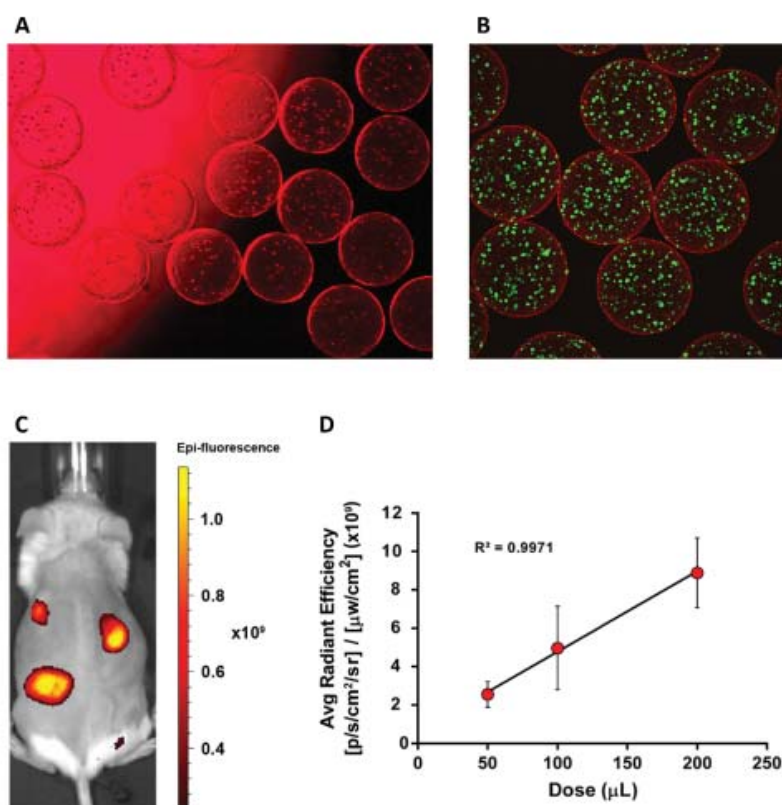 A
B
C
Epi-fluorescence
1.0
0.8
x10⁹
0.6
0.4
D
Avg Radiant Efficiency
[p/s/cm²/sr] / [µw/cm²] (x10⁹)
12
10
8
6
4
2
0
R² = 0.9971
0 50 100 150 200 250
Dose (µL)